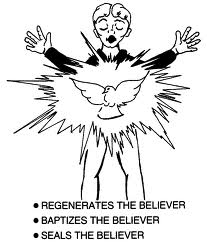 • REGENERATES THE BELIEVER
• BAPTIZES THE BELIEVER
• SEALS THE BELIEVER